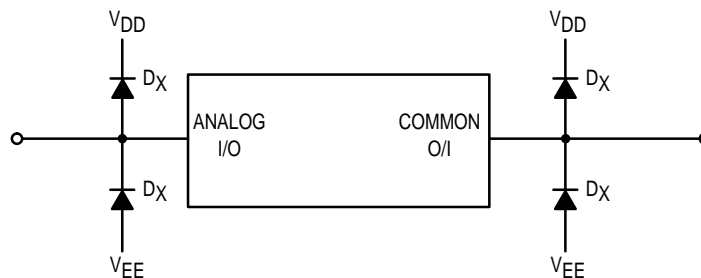 VDD
VDD
DX
DX
ANALOG
I/O
COMMON
O/I
DX
DX
VEE
VEE